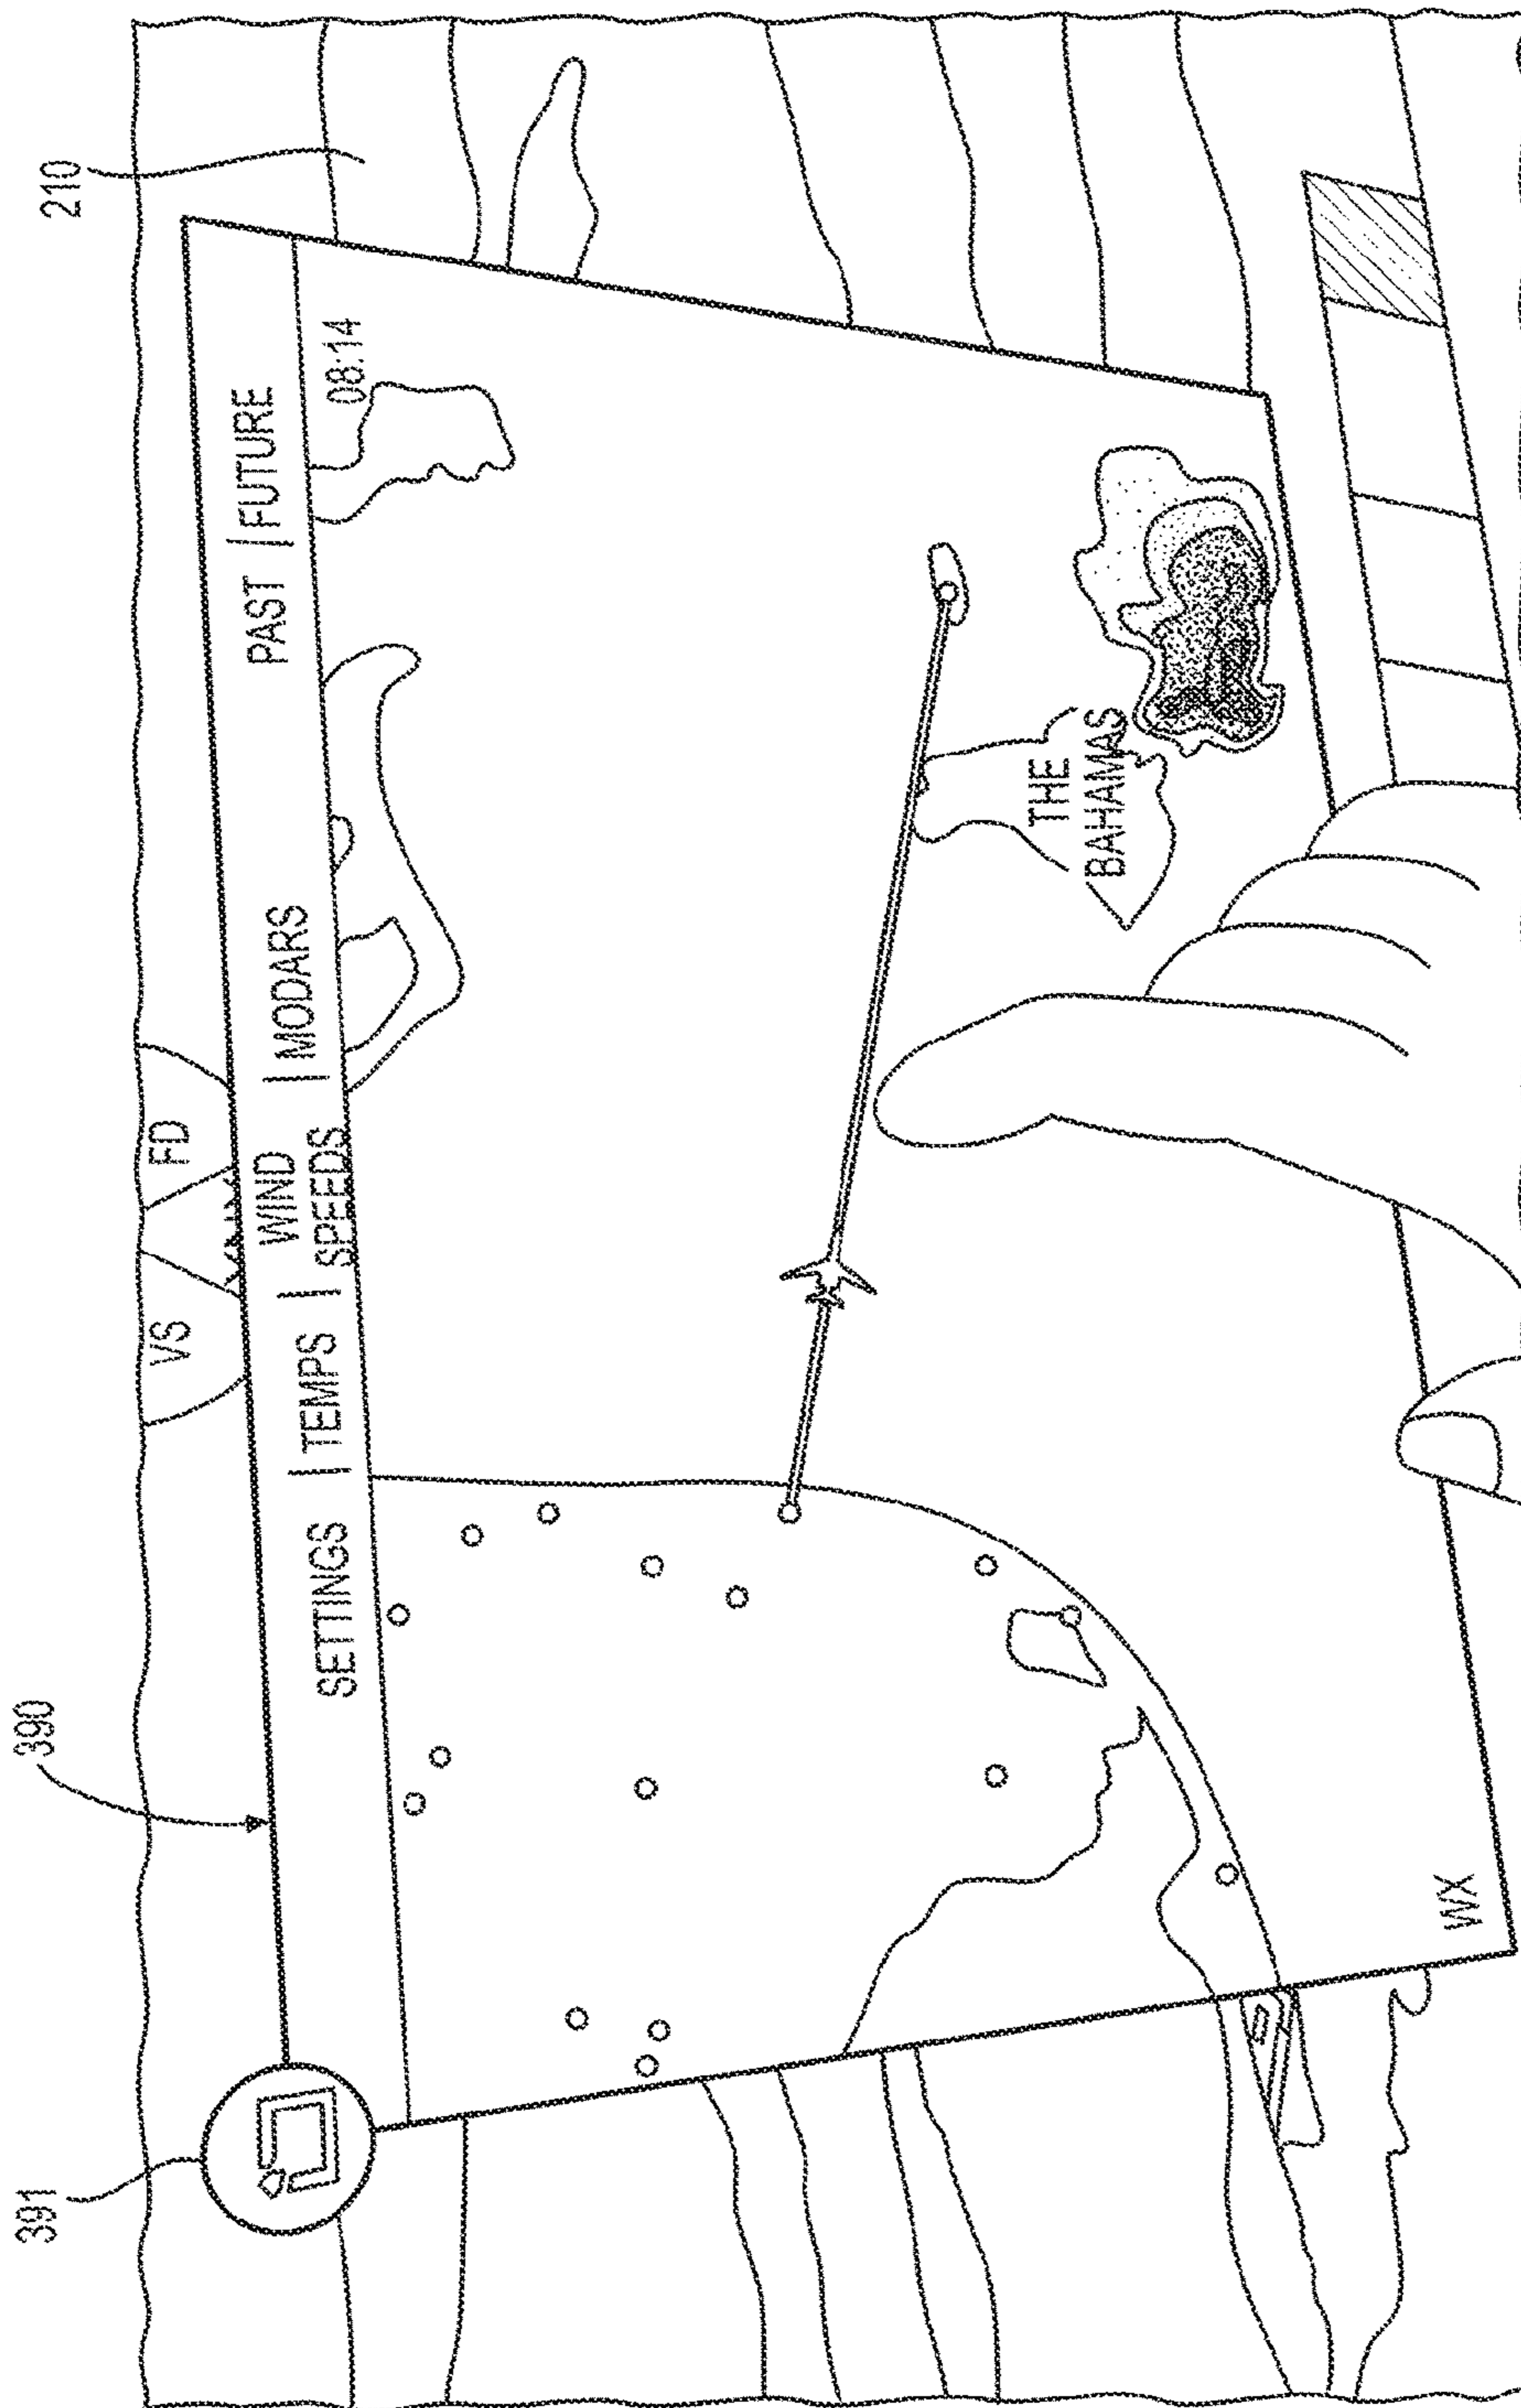 391
390
210
VS
FD
SETTINGS | TEMPS | WIND SPEEDS | MODARS
PAST | FUTURE
08:14
THE
BAHAMAS
WX